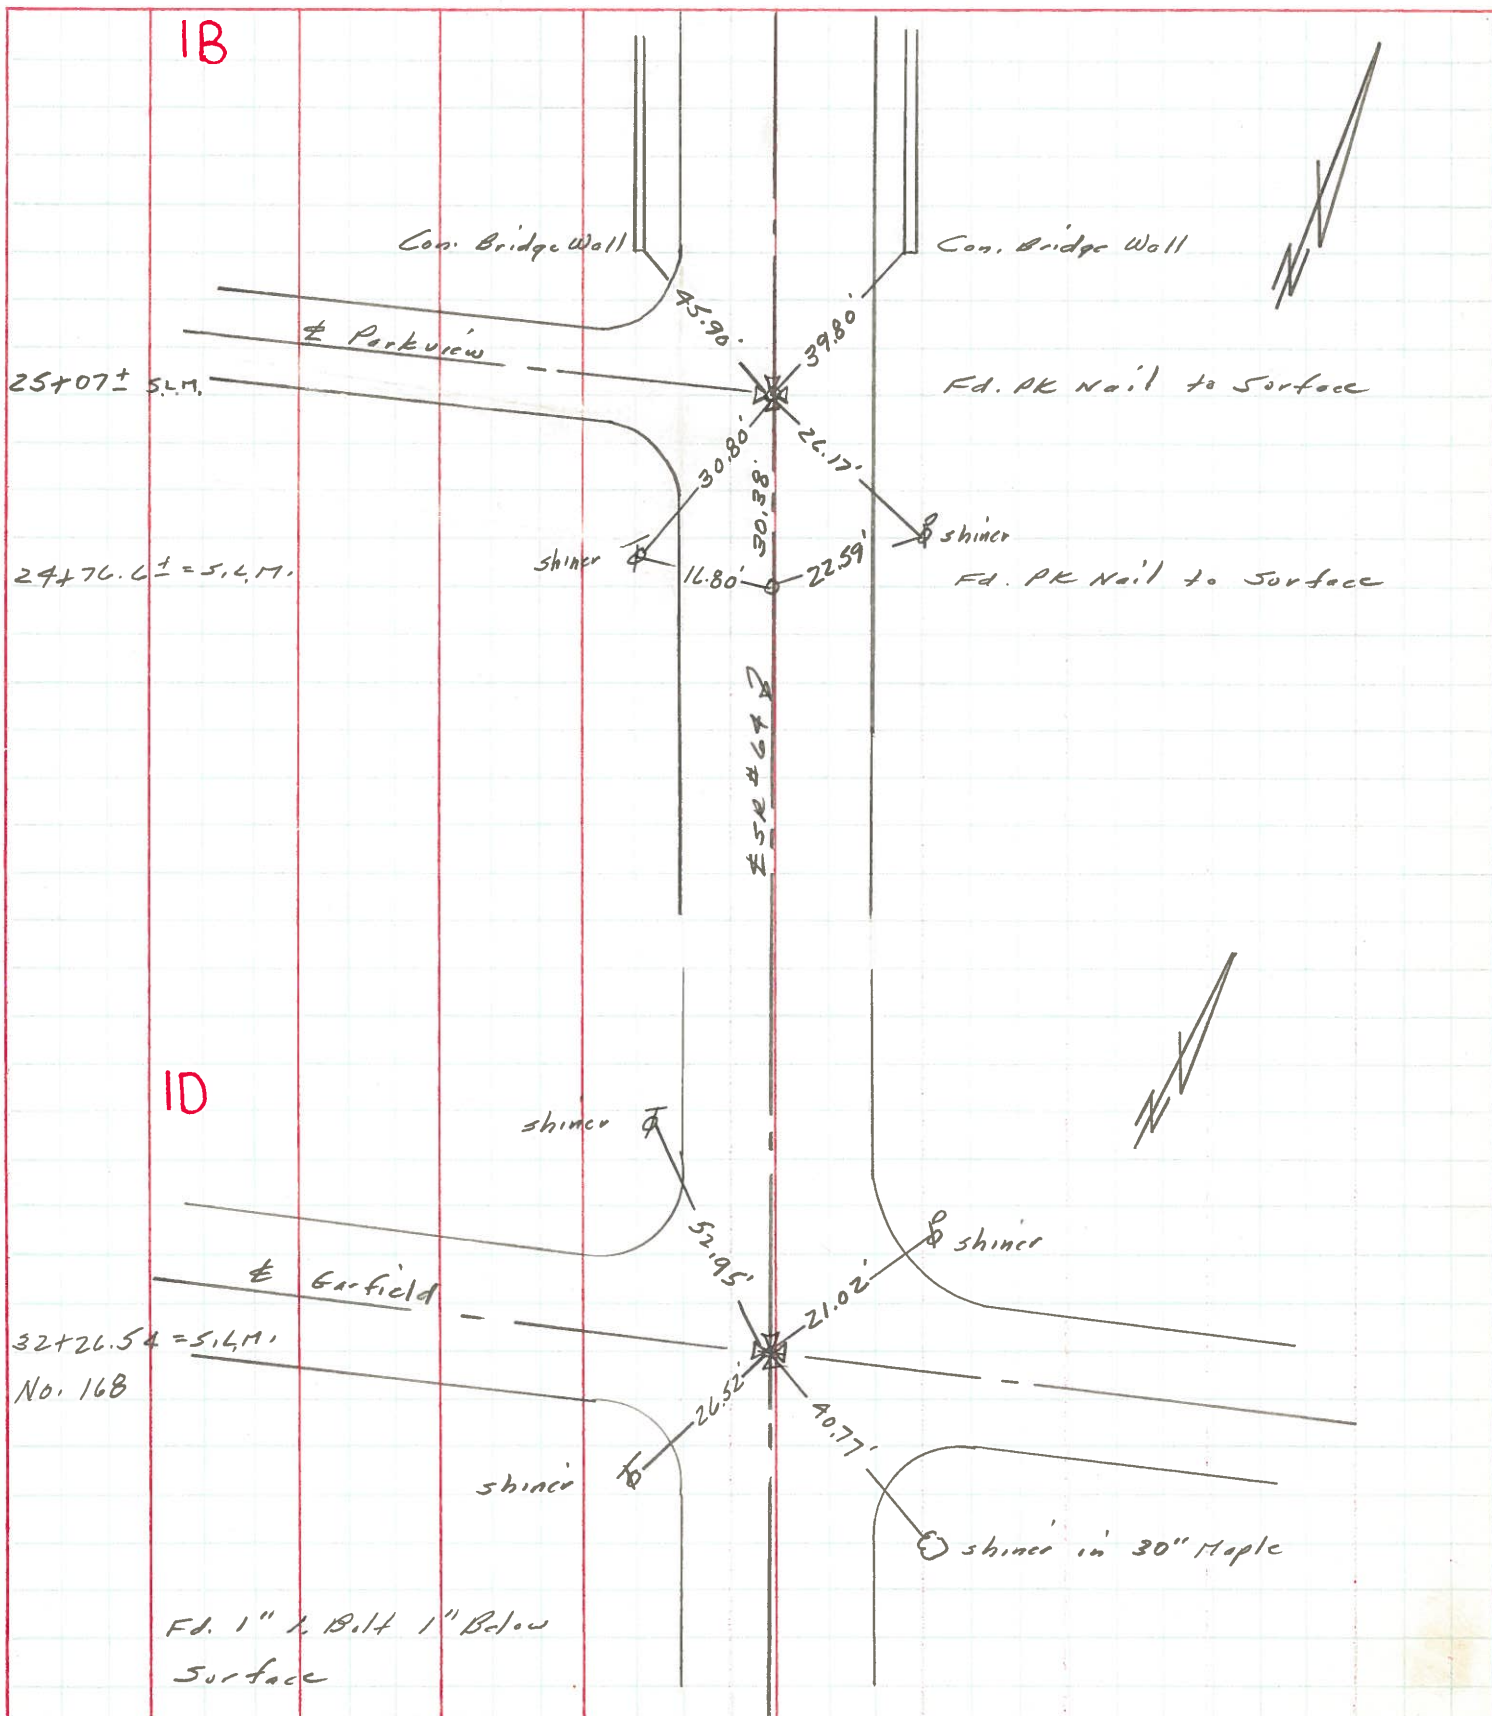 1B
Con. Bridge Wall
Con. Bridge Wall
45.90'
39.80'
℄ Parkview
25+07± S.L.M.
Fd. PK Nail to Surface
30.80'
26.17'
30.38'
shiner
shiner
24+76.6± = S.L.M.
16.80'
22.59'
Fd. PK Nail to Surface
℄ SR #64
N
N
1D
shiner
52.95'
shiner
℄ Garfield
21.02'
32+26.54 = S.L.M.
No. 168
26.52'
40.77'
shiner
shiner in 30" Maple
Fd. 1" Bolt 1" Below
Surface